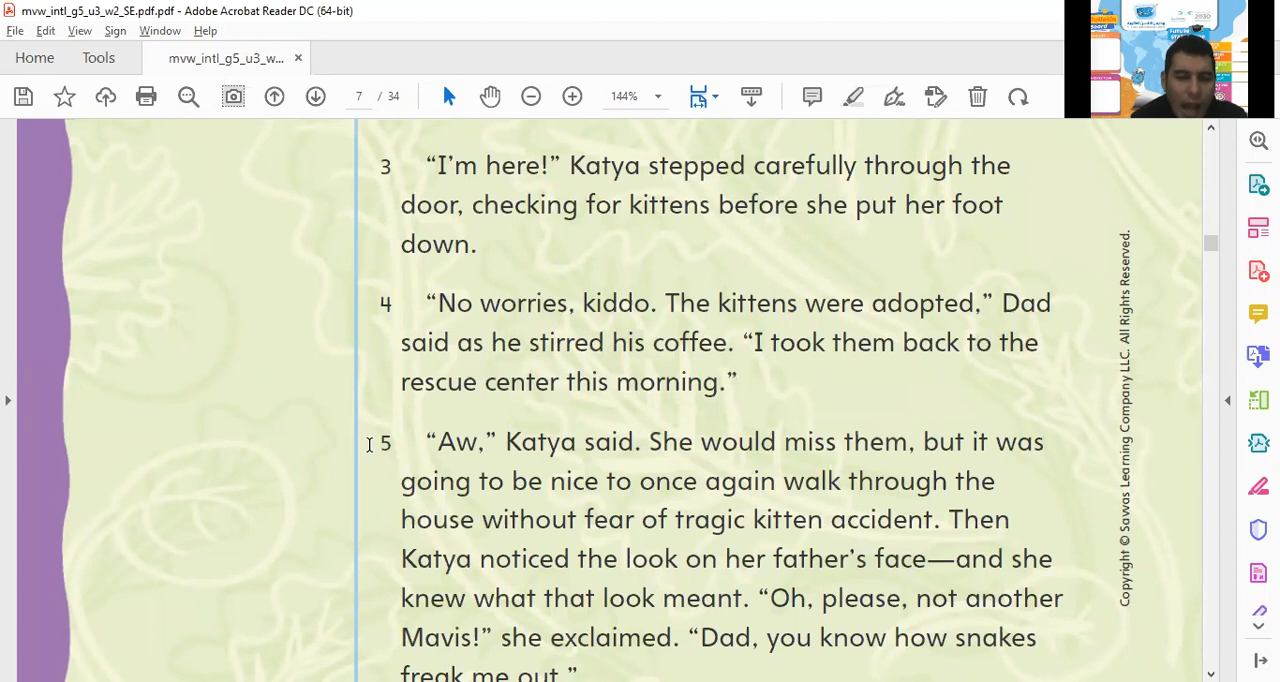 mvw_intl_g5_u3_w2_SE.pdf.pdf - Adobe Acrobat Reader DC (64-bit)
File Edit View Sign Window Help
Home Tools mvw_intl_g5_u3_w... ×
7 / 34 144%
3 “I’m here!” Katya stepped carefully through the
door, checking for kittens before she put her foot
down.
4 “No worries, kiddo. The kittens were adopted,” Dad
said as he stirred his coffee. “I took them back to the
rescue center this morning.”
5 “Aw,” Katya said. She would miss them, but it was
going to be nice to once again walk through the
house without fear of tragic kitten accident. Then
Katya noticed the look on her father’s face—and she
knew what that look meant. “Oh, please, not another
Mavis!” she exclaimed. “Dad, you know how snakes
freak me out.”
Copyright © Savvas Learning Company LLC. All Rights Reserved.